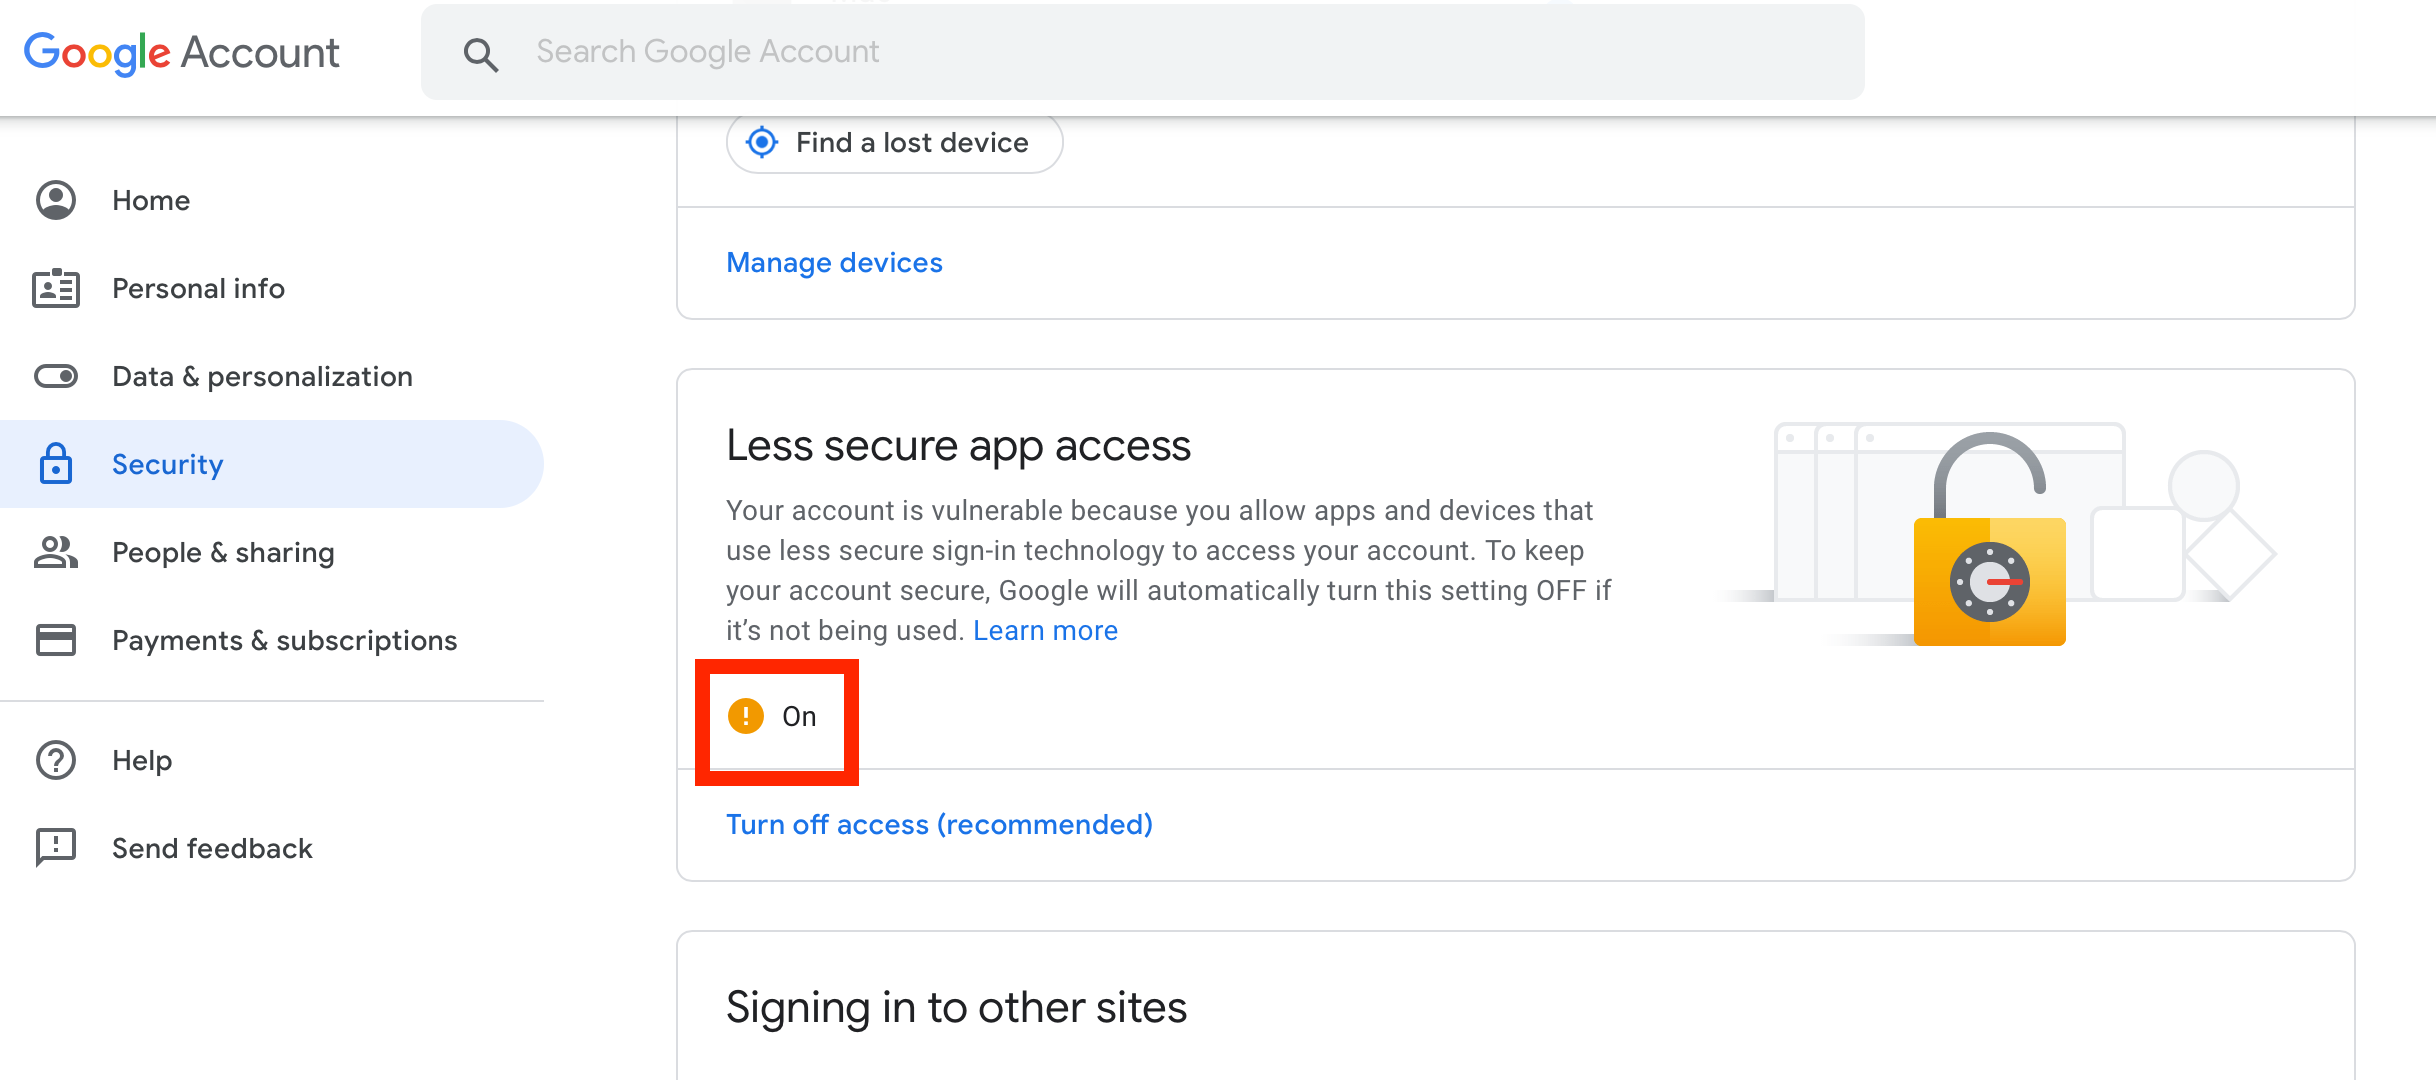 Google Account
Search Google Account
Find a lost device
Manage devices
Home
Personal info
Data & personalization
Security
People & sharing
Payments & subscriptions
Help
Send feedback
Less secure app access
Your account is vulnerable because you allow apps and devices that
use less secure sign-in technology to access your account. To keep
your account secure, Google will automatically turn this setting OFF if
it’s not being used. Learn more
On
Turn off access (recommended)
Signing in to other sites